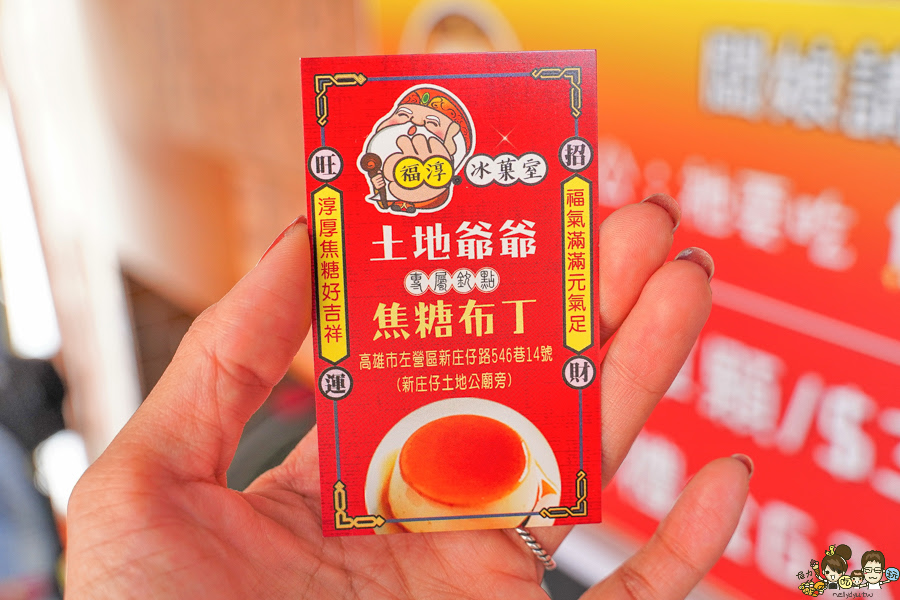 福淳 冰菓室
土地爺爺
專屬欽點
焦糖布丁
高雄市左營區新庄仔路546巷14號
(新庄仔土地公廟旁)
招
福氣滿滿元氣足
財
旺
淳厚焦糖好吉祥
運
nellydyu.tw